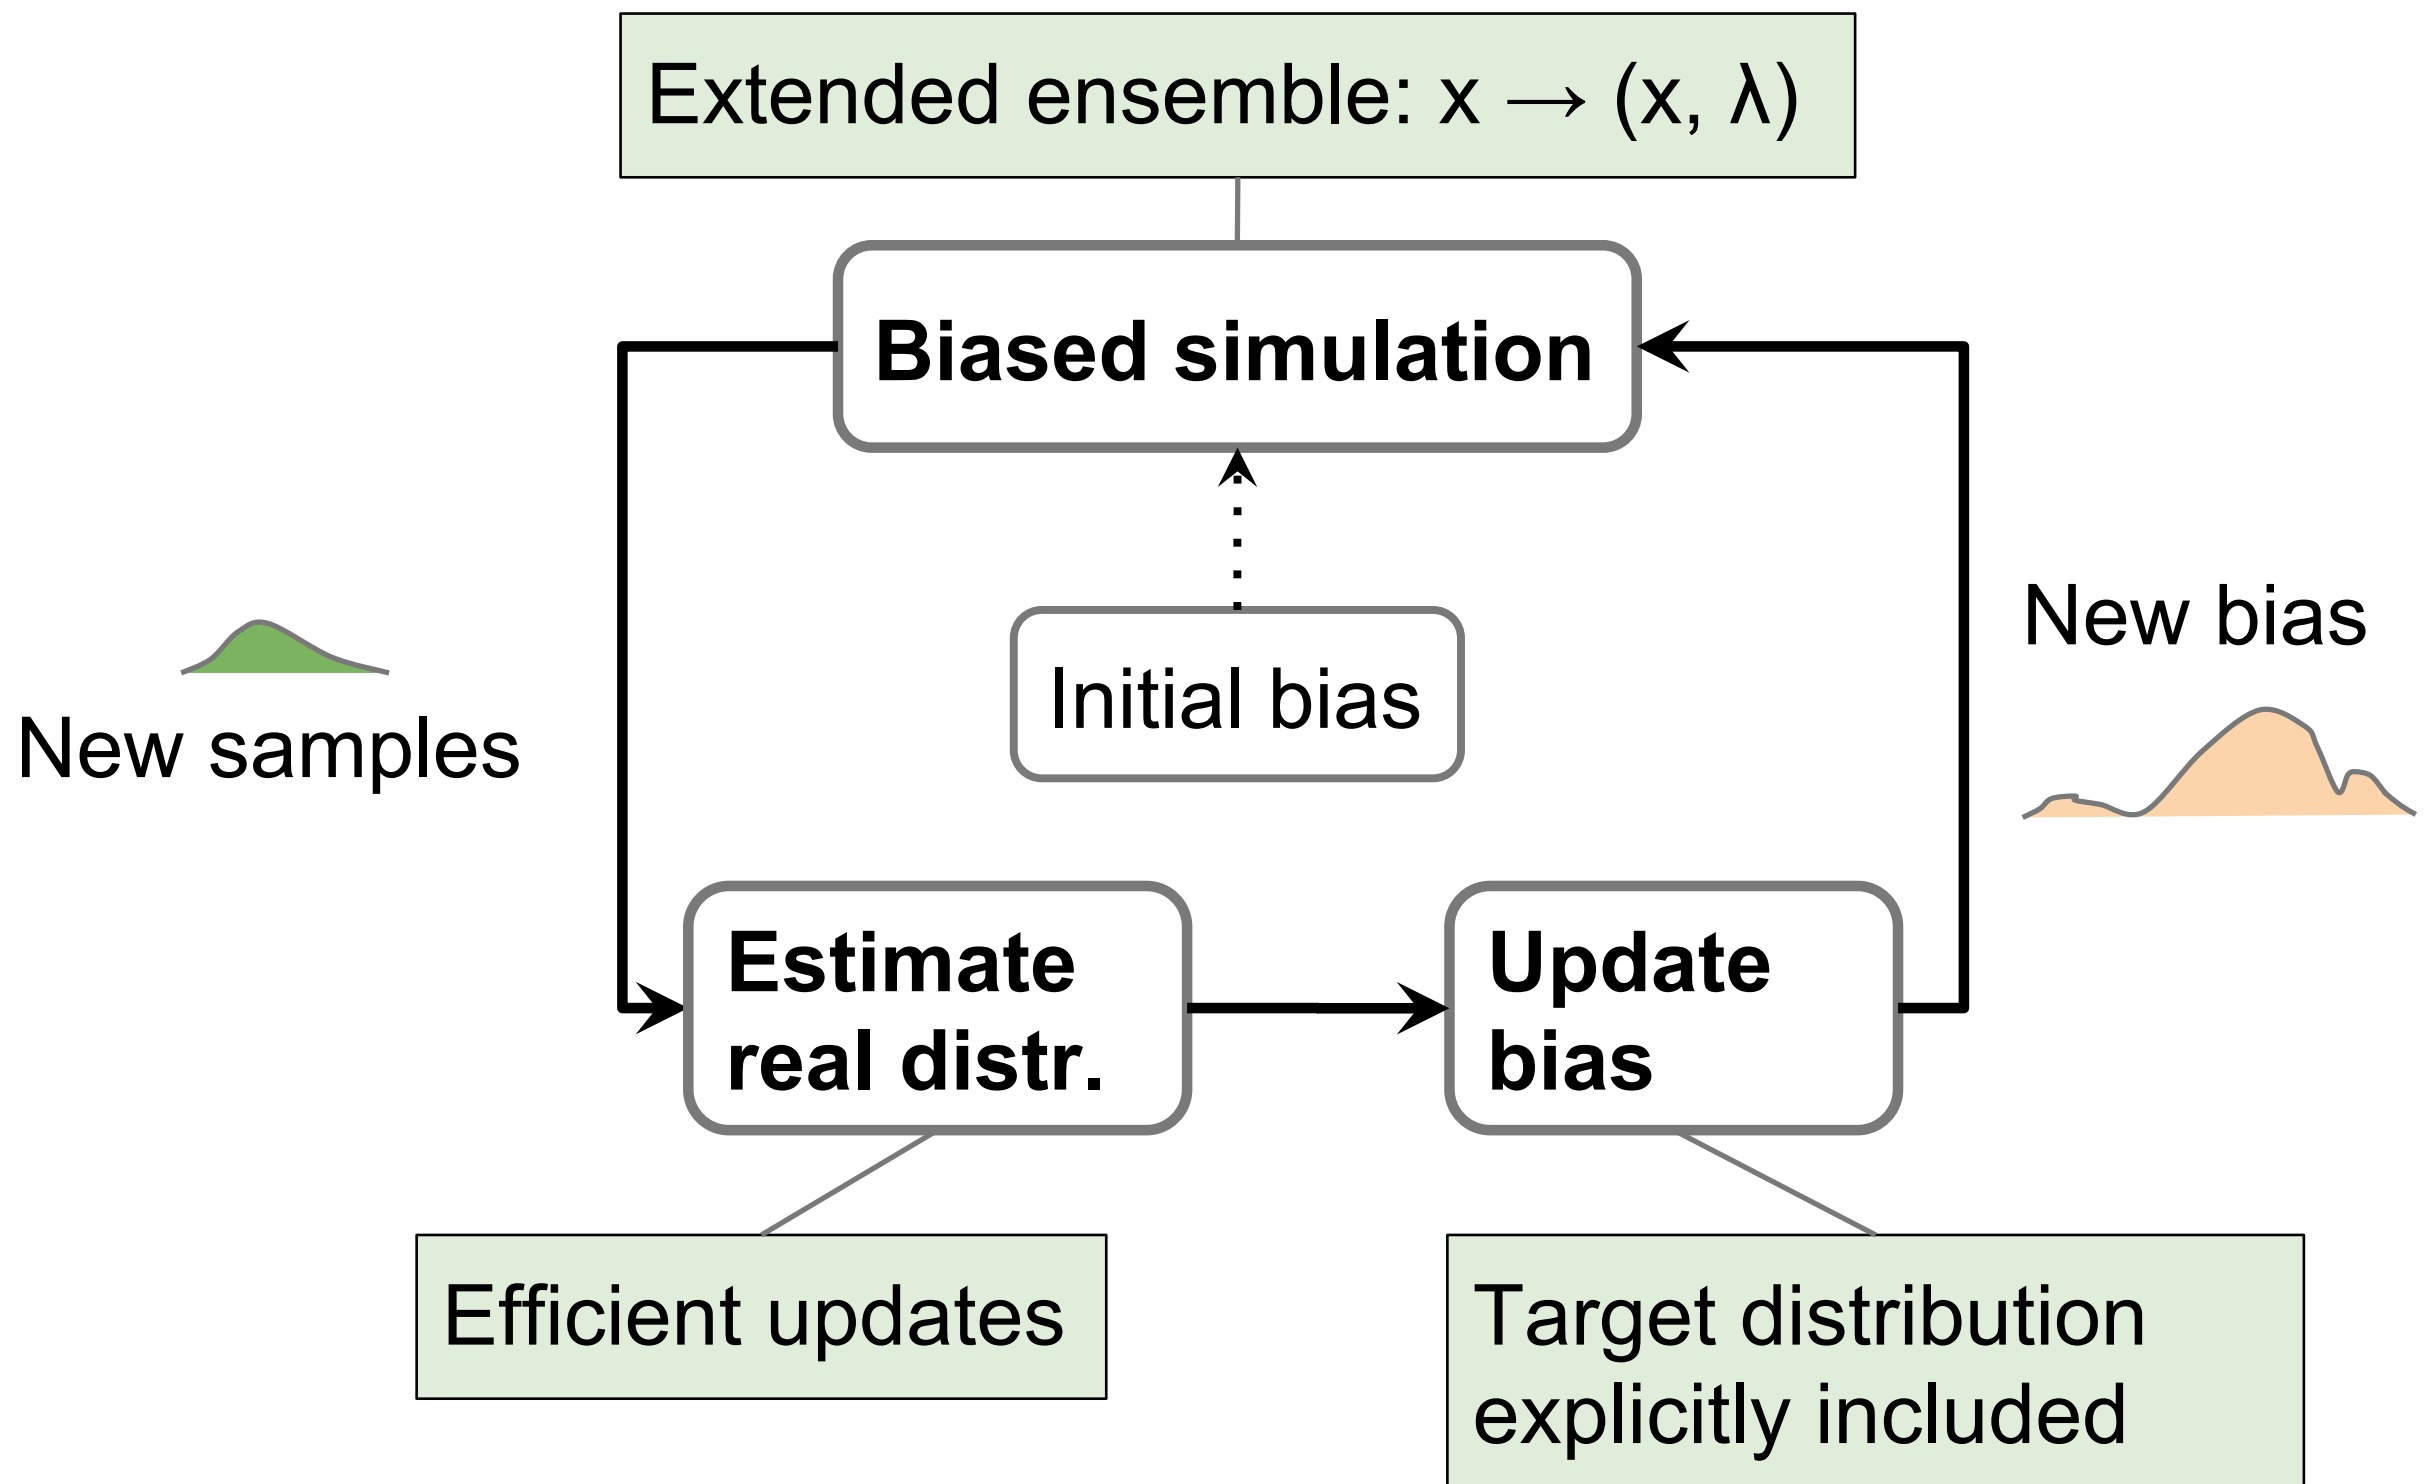 Extended ensemble: x → (x, λ)
Biased simulation
New bias
Initial bias
New samples
Estimate
real distr.
Update
bias
Efficient updates
Target distribution
explicitly included